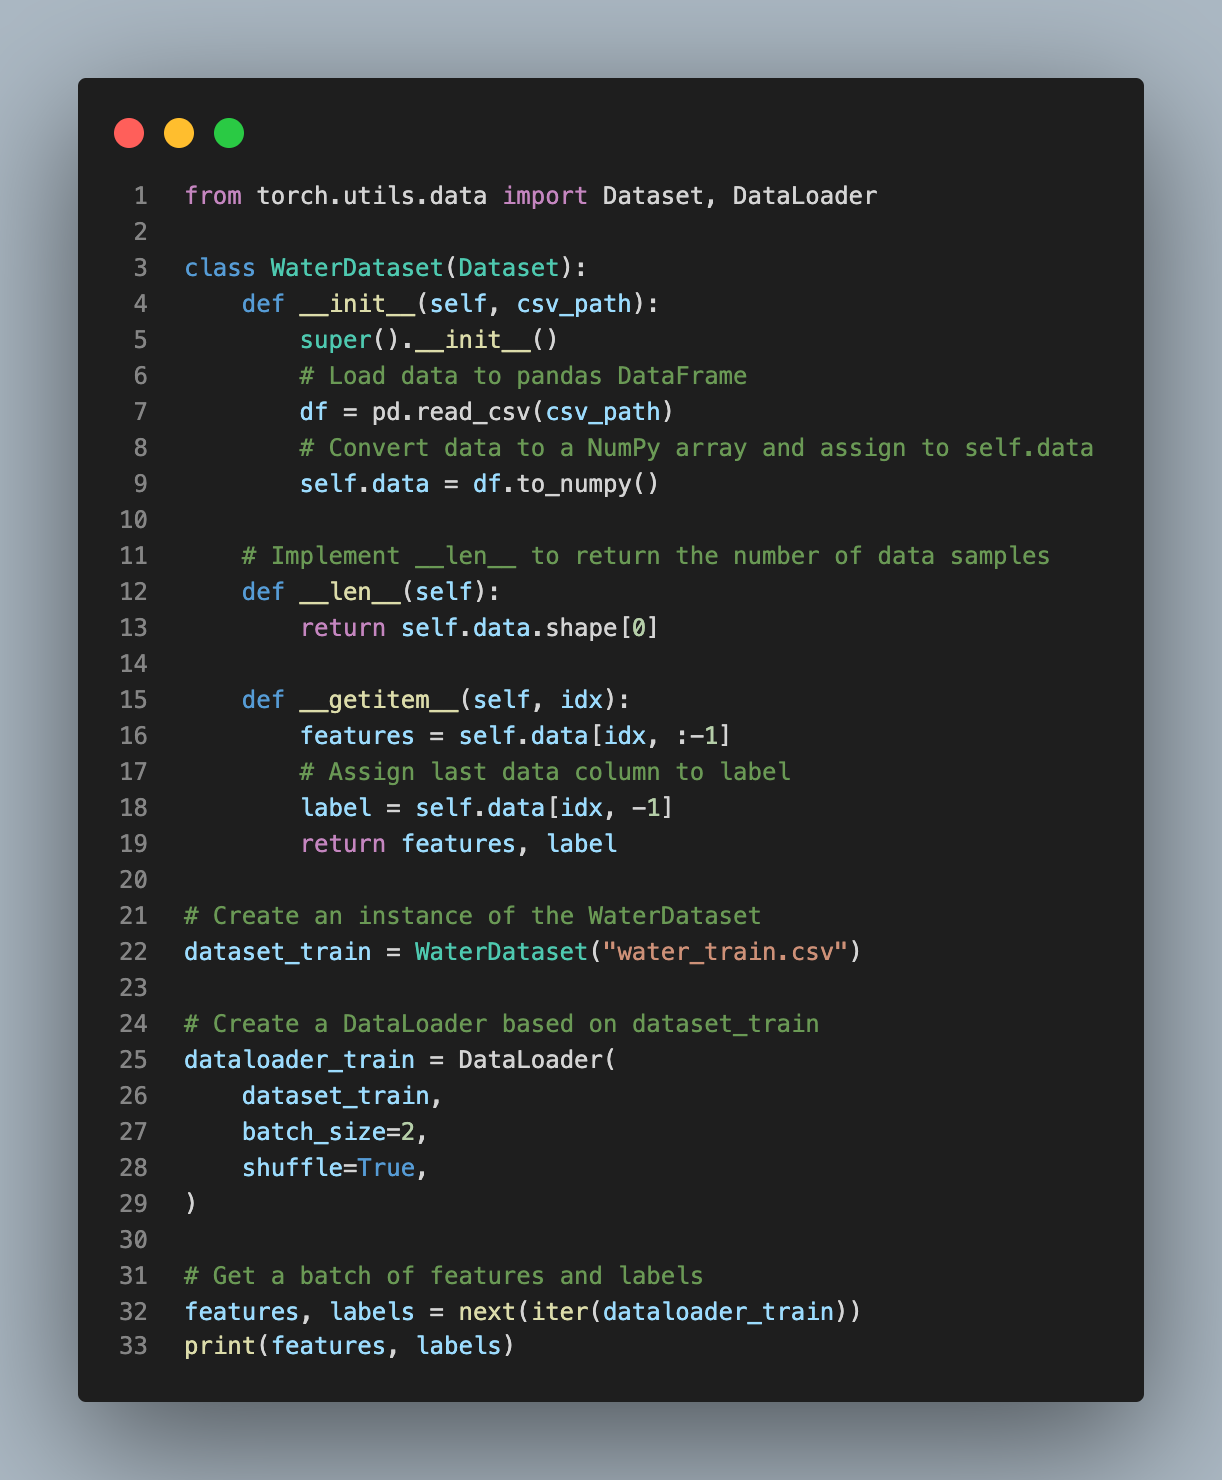 1 from torch.utils.data import Dataset, DataLoader
2
3 class WaterDataset(Dataset):
4     def __init__(self, csv_path):
5         super().__init__()
6         # Load data to pandas DataFrame
7         df = pd.read_csv(csv_path)
8         # Convert data to a NumPy array and assign to self.data
9         self.data = df.to_numpy()
10
11     # Implement __len__ to return the number of data samples
12     def __len__(self):
13         return self.data.shape[0]
14
15     def __getitem__(self, idx):
16         features = self.data[idx, :-1]
17         # Assign last data column to label
18         label = self.data[idx, -1]
19         return features, label
20
21 # Create an instance of the WaterDataset
22 dataset_train = WaterDataset("water_train.csv")
23
24 # Create a DataLoader based on dataset_train
25 dataloader_train = DataLoader(
26     dataset_train,
27     batch_size=2,
28     shuffle=True,
29 )
30
31 # Get a batch of features and labels
32 features, labels = next(iter(dataloader_train))
33 print(features, labels)